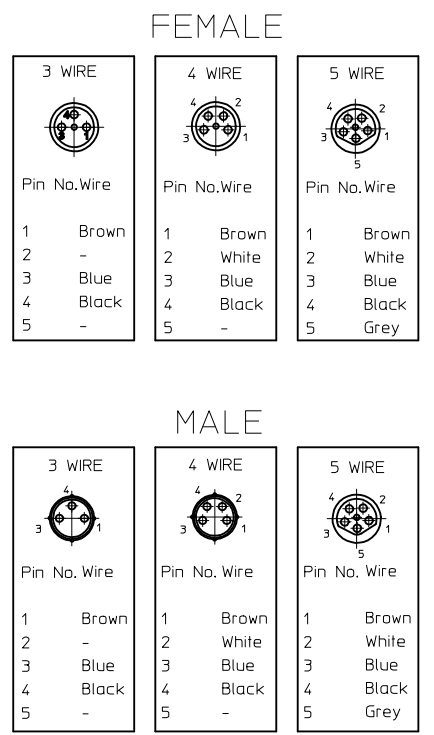 FEMALE
3 WIRE
4
3 1
Pin No. Wire
1 Brown
2 -
3 Blue
4 Black
5 -
4 WIRE
4 2
3 1
Pin No. Wire
1 Brown
2 White
3 Blue
4 Black
5 -
5 WIRE
4 2
3 1
5
Pin No. Wire
1 Brown
2 White
3 Blue
4 Black
5 Grey
MALE
3 WIRE
4
3 1
Pin No. Wire
1 Brown
2 -
3 Blue
4 Black
5 -
4 WIRE
4 2
3 1
Pin No. Wire
1 Brown
2 White
3 Blue
4 Black
5 -
5 WIRE
4 2
3 1
5
Pin No. Wire
1 Brown
2 White
3 Blue
4 Black
5 Grey